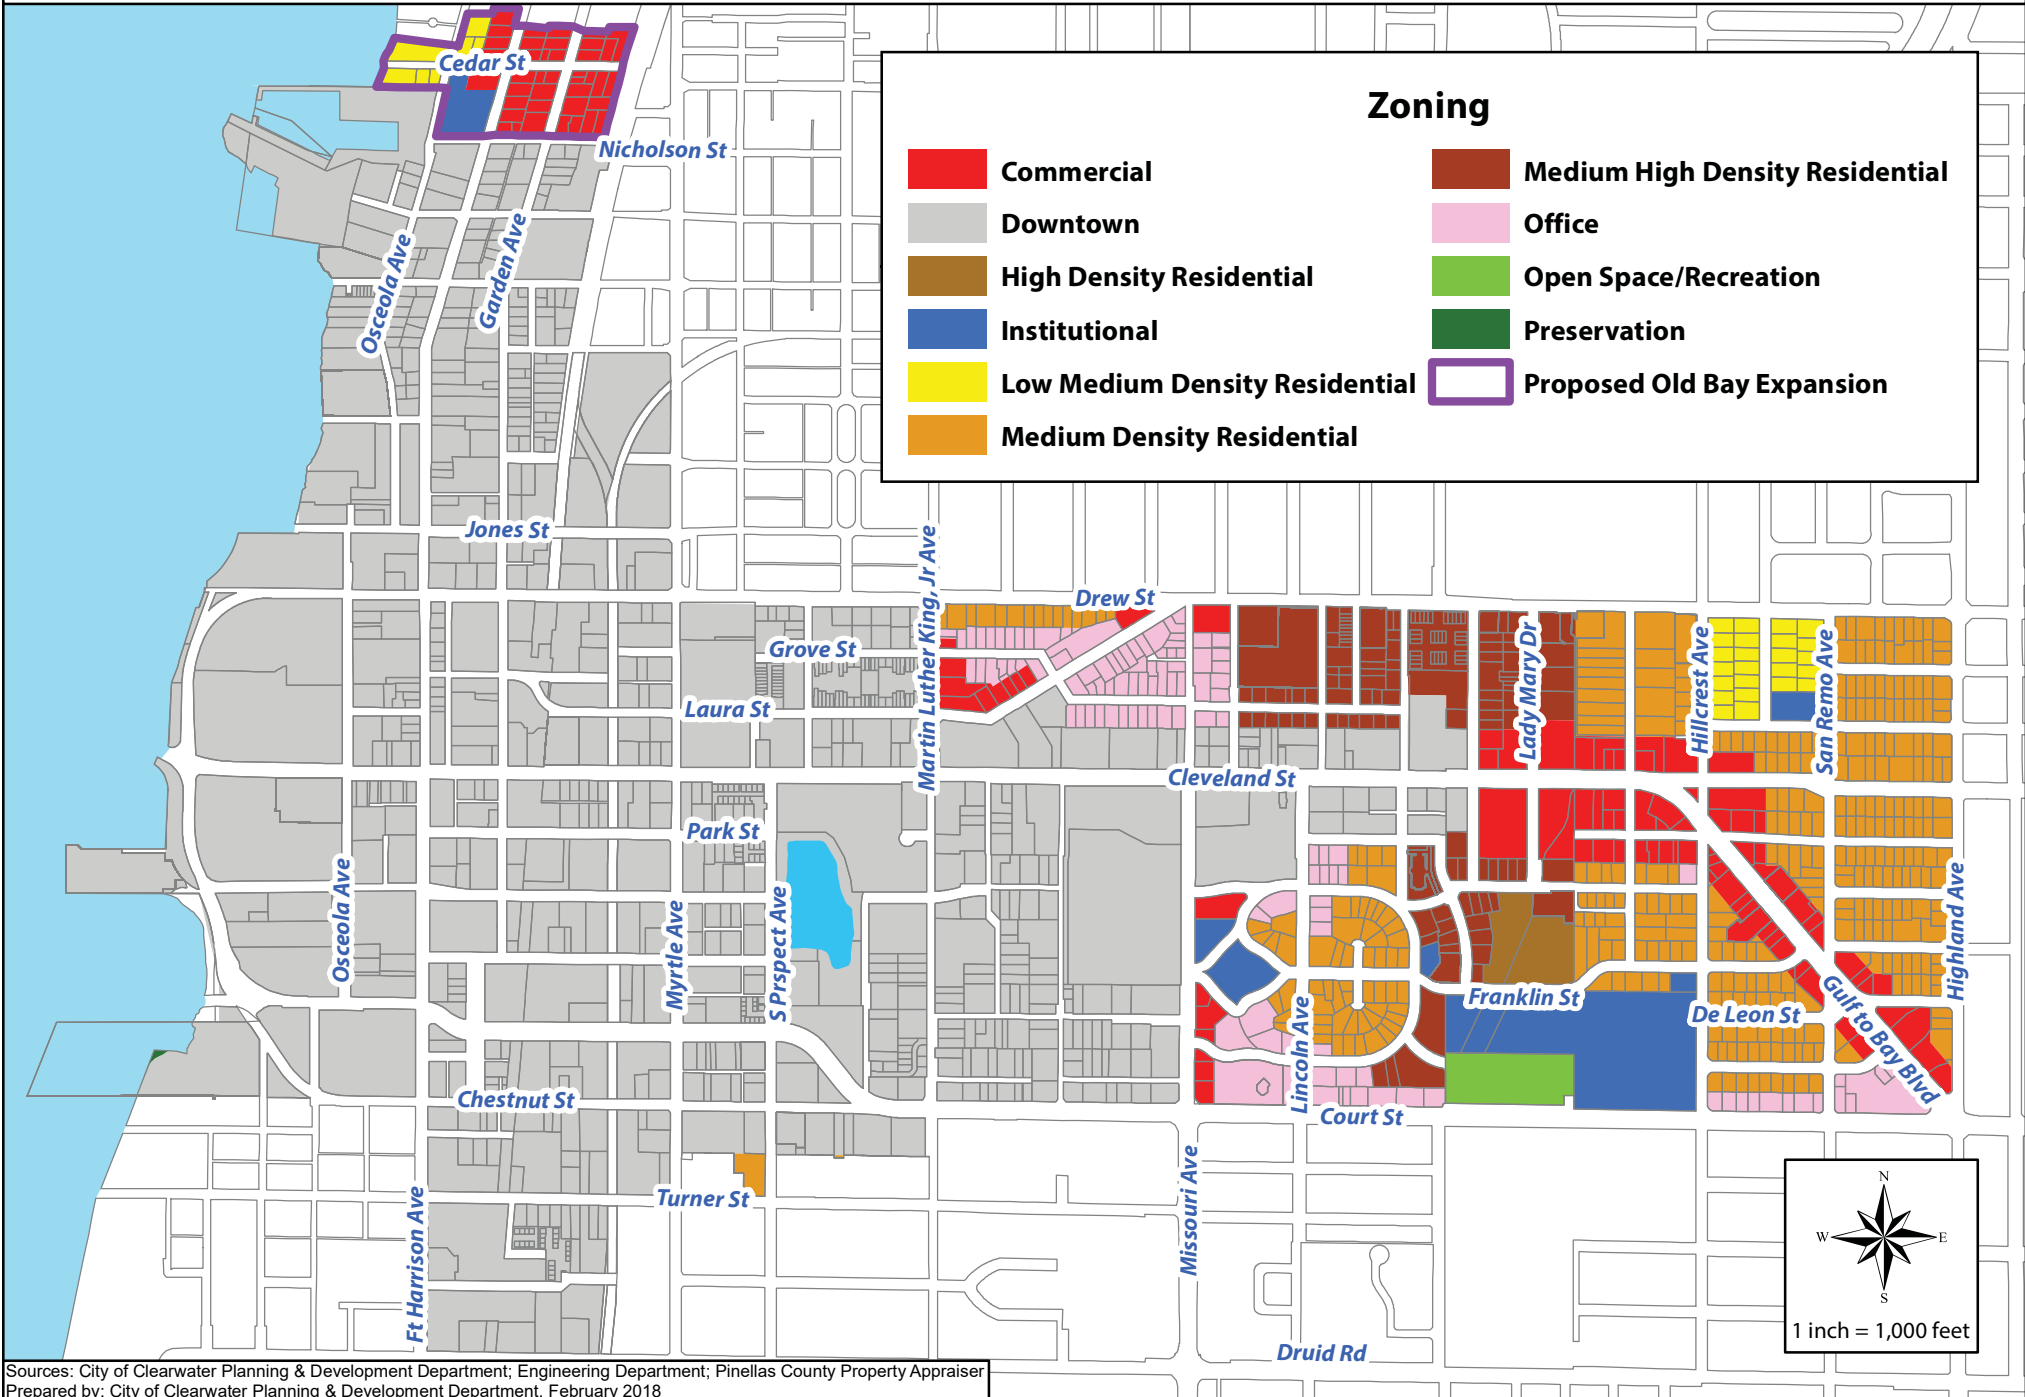 Cedar St
Nicholson St
Zoning
Commercial
Downtown
High Density Residential
Institutional
Low Medium Density Residential
Medium Density Residential
Medium High Density Residential
Office
Open Space/Recreation
Preservation
Proposed Old Bay Expansion
Osceola Ave
Garden Ave
Jones St
Martin Luther King, Jr Ave
Drew St
Grove St
Laura St
Lady Mary Dr
Hillcrest Ave
San Remo Ave
Cleveland St
Park St
Osceola Ave
Myrtle Ave
S Prspect Ave
Highland Ave
Franklin St
De Leon St
Gulf to Bay Blvd
Lincoln Ave
Chestnut St
Court St
Turner St
Ft Harrison Ave
Missouri Ave
Druid Rd
N
W
E
S
1 inch = 1,000 feet
Sources: City of Clearwater Planning & Development Department; Engineering Department; Pinellas County Property Appraiser
Prepared by: City of Clearwater Planning & Development Department, February 2018